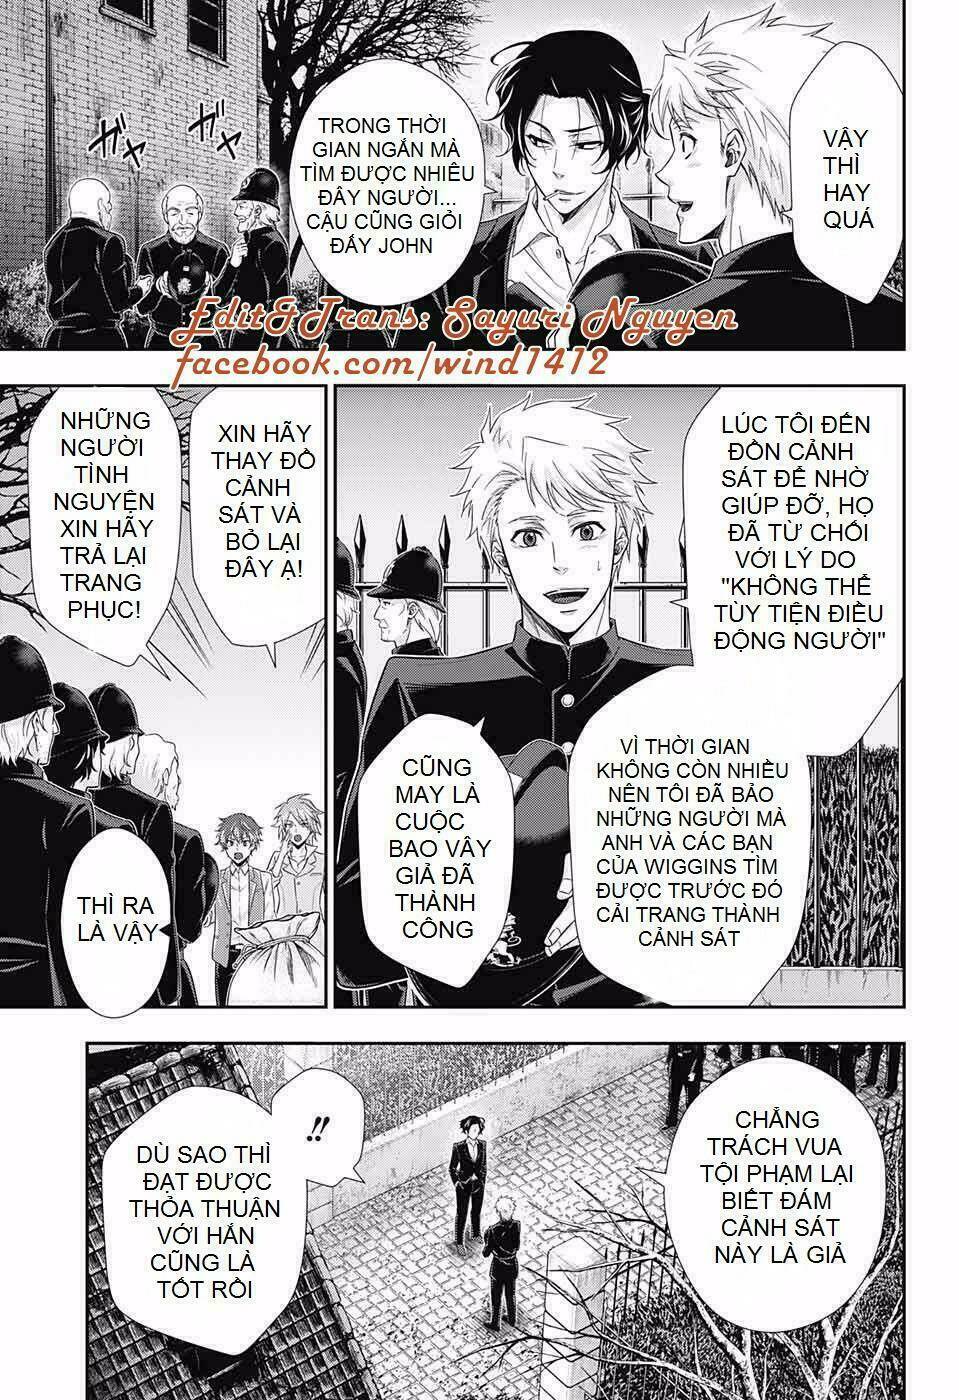 VẬY
THÌ
HAY
QUÁ
TRONG THỜI
GIAN NGẮN MÀ
TÌM ĐƯỢC NHIÊU
ĐÂY NGƯỜI...
CẬU CŨNG GIỎI
ĐẤY JOHN
ガヤ
ガヤ
Edit&Trans: Sayuri Nguyen
facebook.com/wind1412
LÚC TÔI ĐẾN
ĐỒN CẢNH
SÁT ĐỂ NHỜ
GIÚP ĐỠ, HỌ
ĐÃ TỪ CHỐI
VỚI LÝ DO
"KHÔNG THỂ
TÙY TIỆN ĐIỀU
ĐỘNG NGƯỜI"
VÌ THỜI GIAN
KHÔNG CÒN NHIỀU
NÊN TÔI ĐÃ BẢO
NHỮNG NGƯỜI MÀ
ANH VÀ CÁC BẠN
CỦA WIGGINS TÌM
ĐƯỢC TRƯỚC ĐÓ
CẢI TRANG THÀNH
CẢNH SÁT
CŨNG
MAY LÀ
CUỘC
BAO VÂY
GIẢ ĐÃ
THÀNH
CÔNG
XIN HÃY
THAY ĐỒ
CẢNH
SÁT VÀ
BỎ LẠI
ĐÂY Ạ!
NHỮNG
NGƯỜI
TÌNH
NGUYỆN
XIN HÃY
TRẢ LẠI
TRANG
PHỤC!
THÌ RA
LÀ VẬY
CHẲNG
TRÁCH VUA
TỘI PHẠM LẠI
BIẾT ĐÁM
CẢNH SÁT
NÀY LÀ GIẢ
!!
DÙ SAO THÌ
ĐẠT ĐƯỢC
THỎA THUẬN
VỚI HẮN
CŨNG LÀ
TỐT RỒI